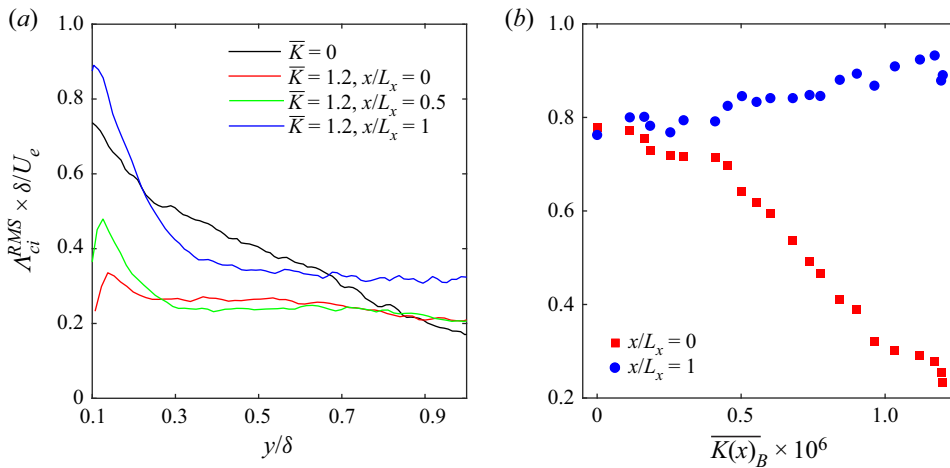 (a)
1.0
0.8
0.6
0.4
0.2
0
0.1 0.3 0.5 0.7 0.9
y/δ
Λ_{ci}^{RMS} × δ/U_e
K̅ = 0
K̅ = 1.2, x/L_x = 0
K̅ = 1.2, x/L_x = 0.5
K̅ = 1.2, x/L_x = 1
(b)
1.0
0.8
0.6
0.4
0.2
0 0.5 1.0
\overline{K(x)}_B × 10^6
x/L_x = 0
x/L_x = 1